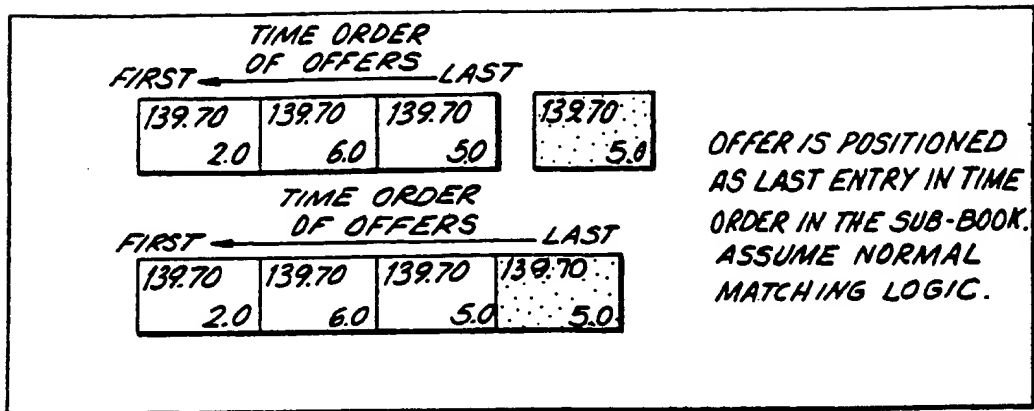 TIME ORDER
OF OFFERS
FIRST LAST
139.70 139.70 139.70 139.70
2.0 6.0 5.0 5.0
TIME ORDER
OF OFFERS
FIRST LAST
139.70 139.70 139.70 139.70
2.0 6.0 5.0 5.0
OFFER IS POSITIONED
AS LAST ENTRY IN TIME
ORDER IN THE SUB-BOOK.
ASSUME NORMAL
MATCHING LOGIC.